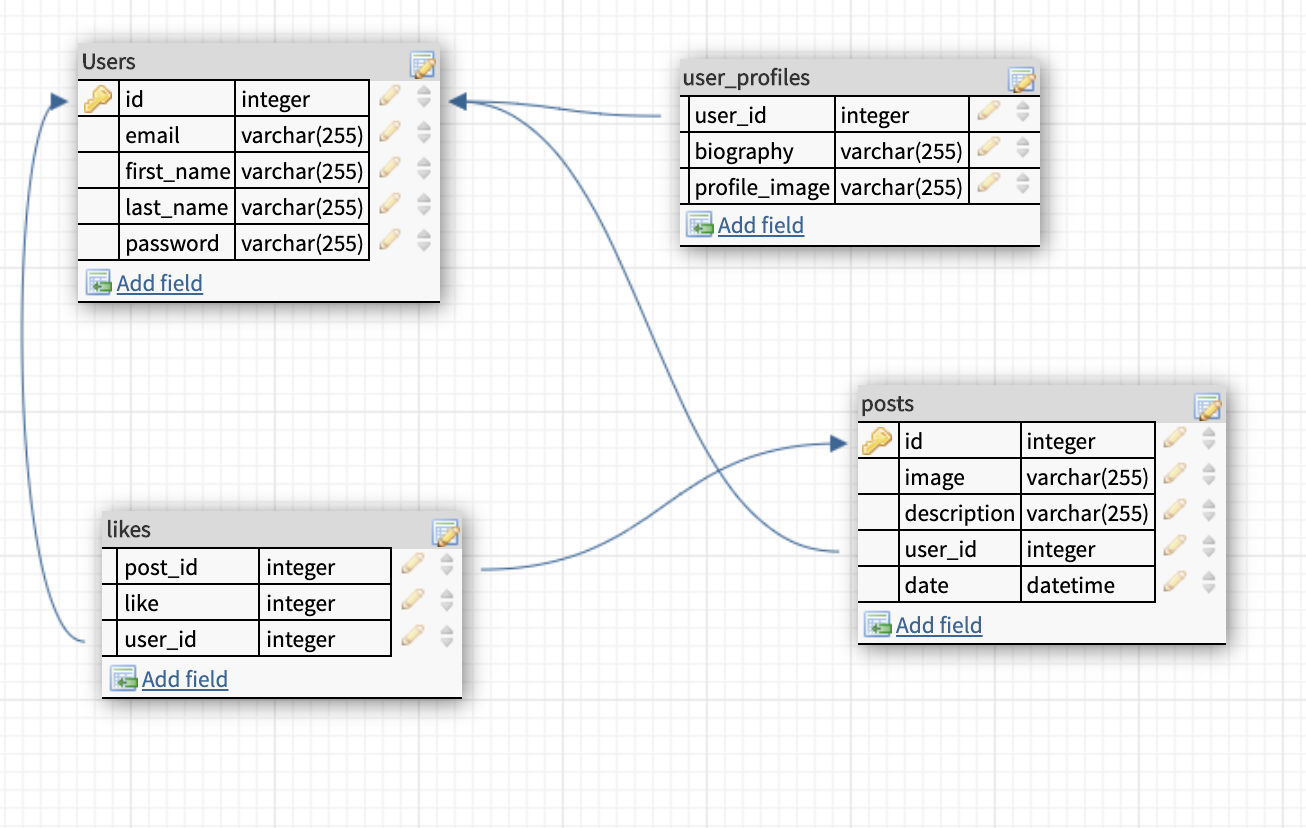 Users
id integer
email varchar(255)
first_name varchar(255)
last_name varchar(255)
password varchar(255)
Add field
user_profiles
user_id integer
biography varchar(255)
profile_image varchar(255)
Add field
posts
id integer
image varchar(255)
description varchar(255)
user_id integer
date datetime
Add field
likes
post_id integer
like integer
user_id integer
Add field